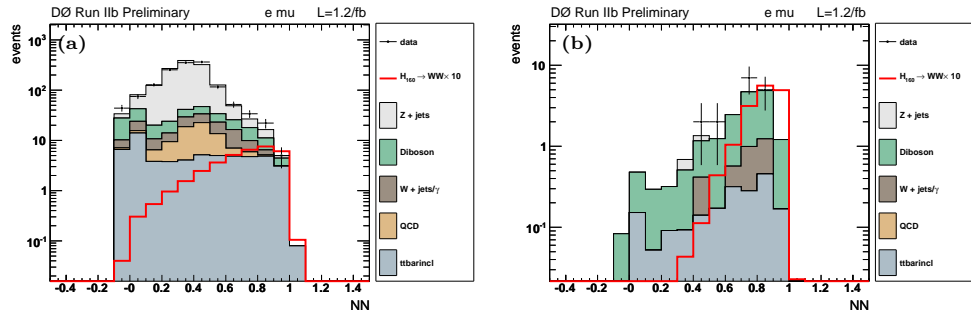 DØ Run IIb Preliminary e mu L=1.2/fb
events
(a)
10³
10²
10
1
10⁻¹
-0.4 -0.2 -0 0.2 0.4 0.6 0.8 1 1.2 1.4
NN
data
H₁₆₀ → WW× 10
Z + jets
Diboson
W + jets/γ
QCD
ttbarincl
DØ Run IIb Preliminary e mu L=1.2/fb
events
(b)
10
1
10⁻¹
-0.4 -0.2 -0 0.2 0.4 0.6 0.8 1 1.2 1.4
NN
data
H₁₆₀ → WW× 10
Z + jets
Diboson
W + jets/γ
QCD
ttbarincl